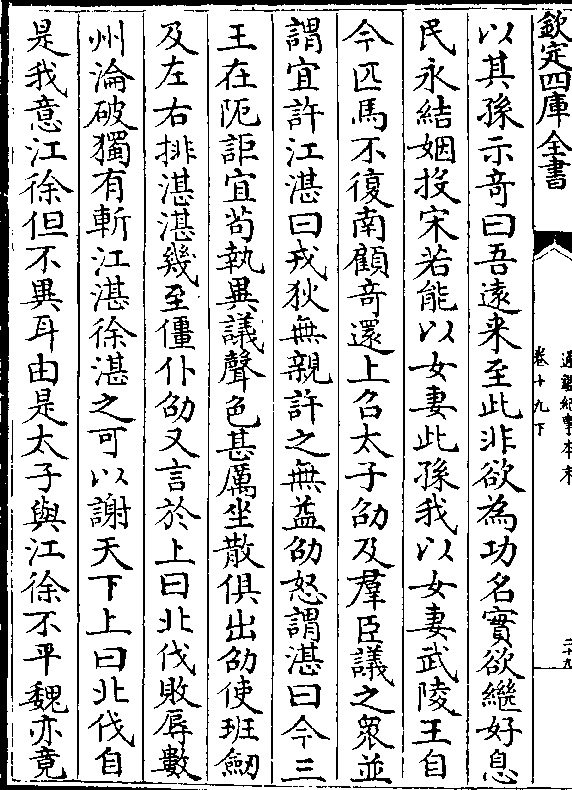 欽定四庫全書
通鑑紀事本末
卷十九下
二十九
以其孫示竒曰吾遠来至此非欲為功名實欲繼好息
民永結姻援宋若能以女妻此孫我以女妻武陵王自
今匹馬不復南顧竒還上召太子劭及羣臣議之衆並
謂宜許江湛曰戎狄無親許之無益劭怒謂湛曰今三
王在阨詎宜苟執異議聲色甚厲坐散俱出劭使班劒
及左右排湛湛幾至僵仆劭又言於上曰北伐敗辱數
州淪破獨有斬江湛徐湛之可以謝天下上曰北伐自
是我意江徐但不異耳由是太子與江徐不平魏亦竟